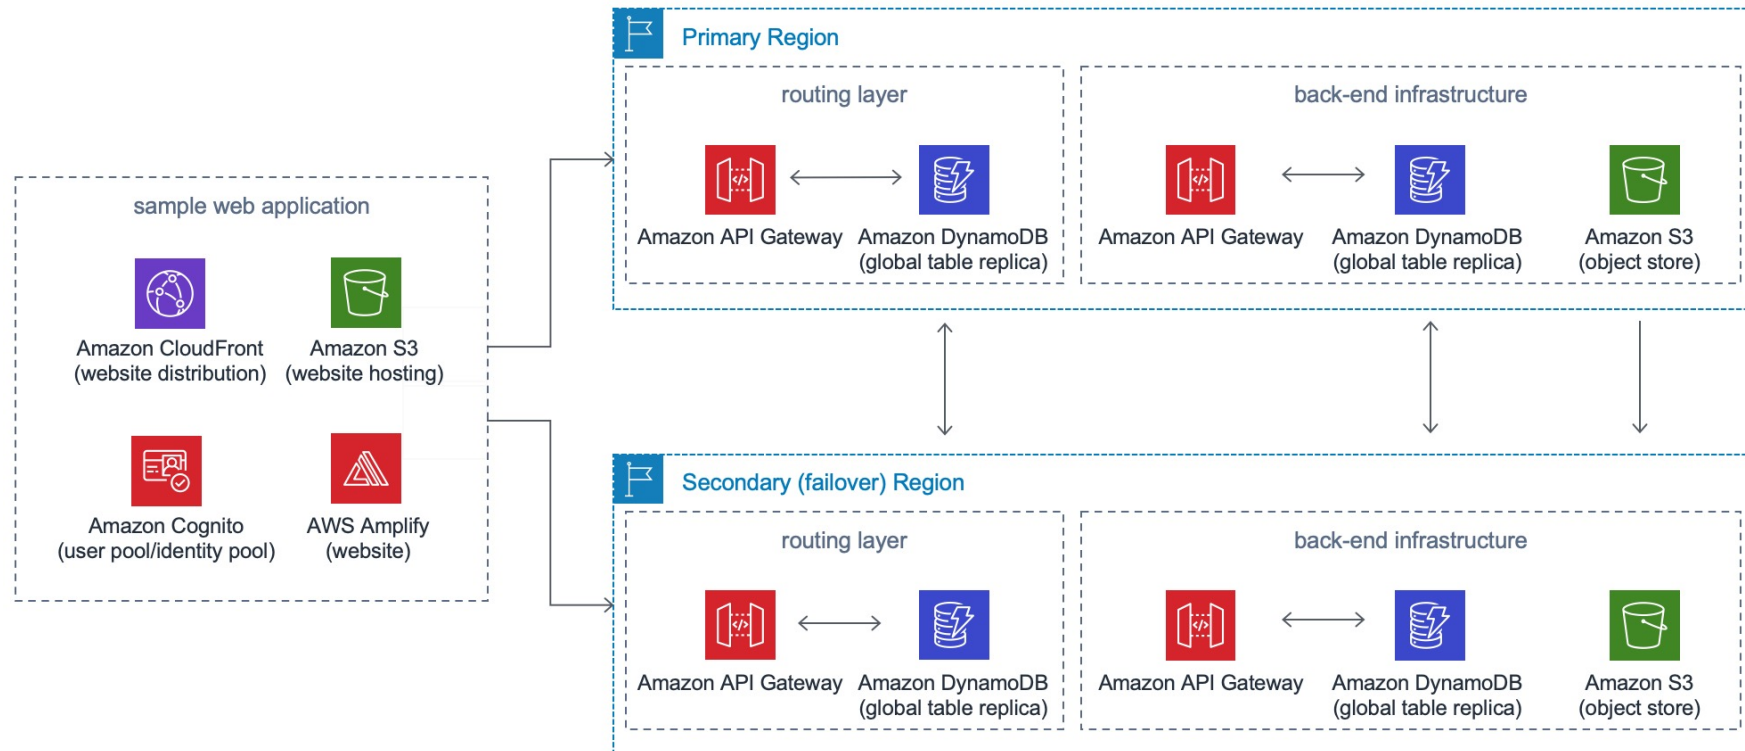 Primary Region
routing layer
back-end infrastructure
Amazon API Gateway
Amazon DynamoDB
(global table replica)
Amazon API Gateway
Amazon DynamoDB
(global table replica)
Amazon S3
(object store)
sample web application
Amazon CloudFront
(website distribution)
Amazon S3
(website hosting)
Amazon Cognito
(user pool/identity pool)
AWS Amplify
(website)
Secondary (failover) Region
routing layer
back-end infrastructure
Amazon API Gateway
Amazon DynamoDB
(global table replica)
Amazon API Gateway
Amazon DynamoDB
(global table replica)
Amazon S3
(object store)